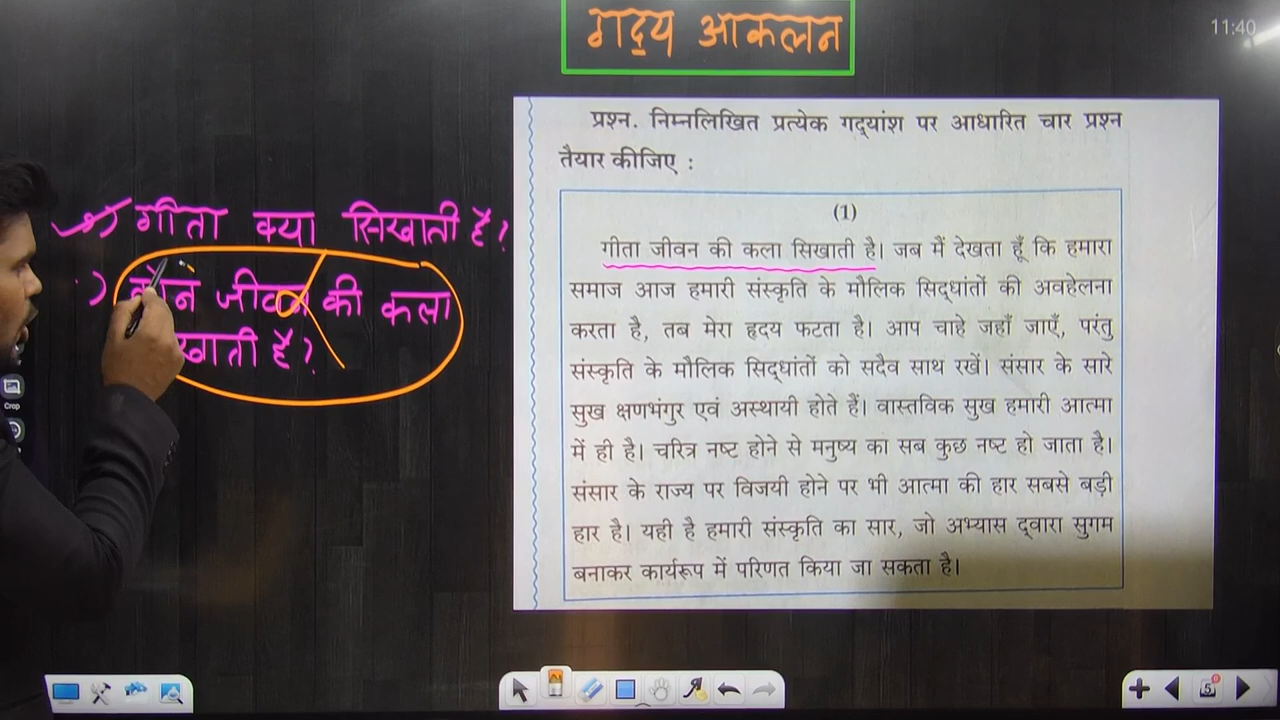 गद्य आकलन
11:40
प्रश्न. निम्नलिखित प्रत्येक गद्यांश पर आधारित चार प्रश्न
तैयार कीजिए :
(1)
गीता जीवन की कला सिखाती है। जब मैं देखता हूँ कि हमारा
समाज आज हमारी संस्कृति के मौलिक सिद्धांतों की अवहेलना
करता है, तब मेरा हृदय फटता है। आप चाहे जहाँ जाएँ, परंतु
संस्कृति के मौलिक सिद्धांतों को सदैव साथ रखें। संसार के सारे
सुख क्षणभंगुर एवं अस्थायी होते हैं। वास्तविक सुख हमारी आत्मा
में ही है। चरित्र नष्ट होने से मनुष्य का सब कुछ नष्ट हो जाता है।
संसार के राज्य पर विजयी होने पर भी आत्मा की हार सबसे बड़ी
हार है। यही है हमारी संस्कृति का सार, जो अभ्यास द्वारा सुगम
बनाकर कार्यरूप में परिणत किया जा सकता है।
गीता क्या सिखाती है?
जीवन की कला
है?
Crop
5